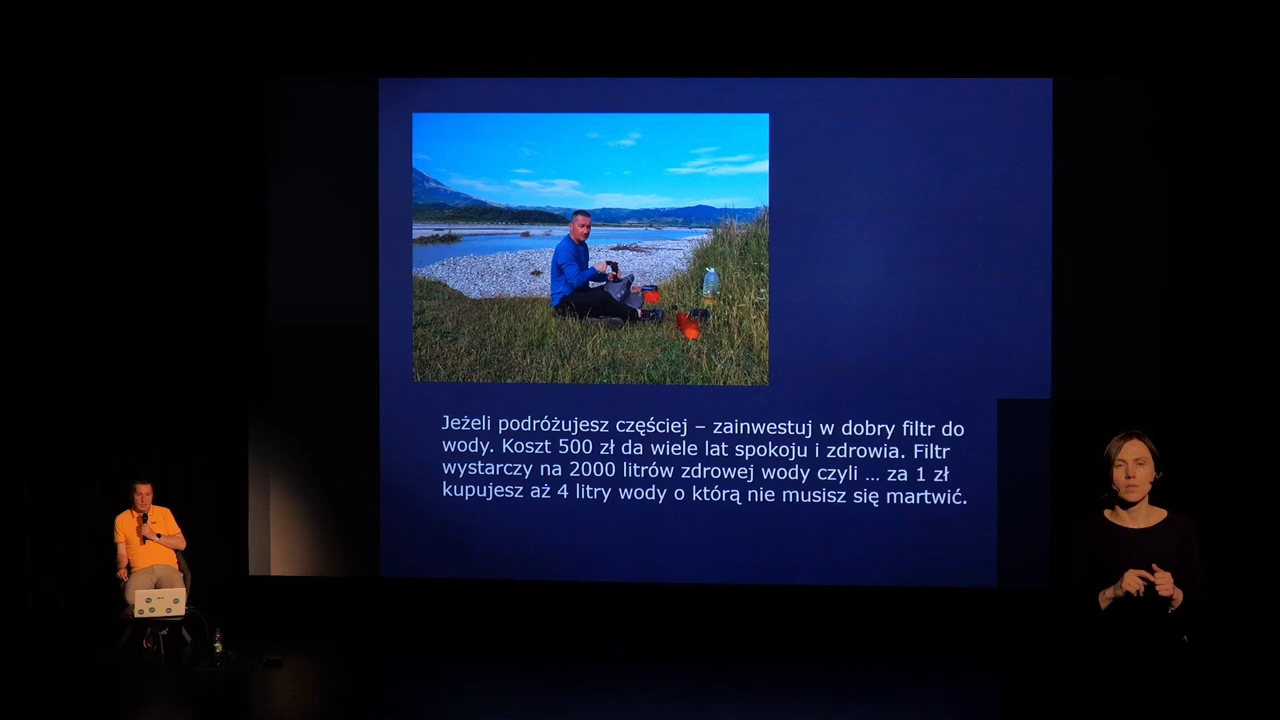 Jeżeli podróżujesz częściej – zainwestuj w dobry filtr do
wody. Koszt 500 zł da wiele lat spokoju i zdrowia. Filtr
wystarczy na 2000 litrów zdrowej wody czyli … za 1 zł
kupujesz aż 4 litry wody o którą nie musisz się martwić.